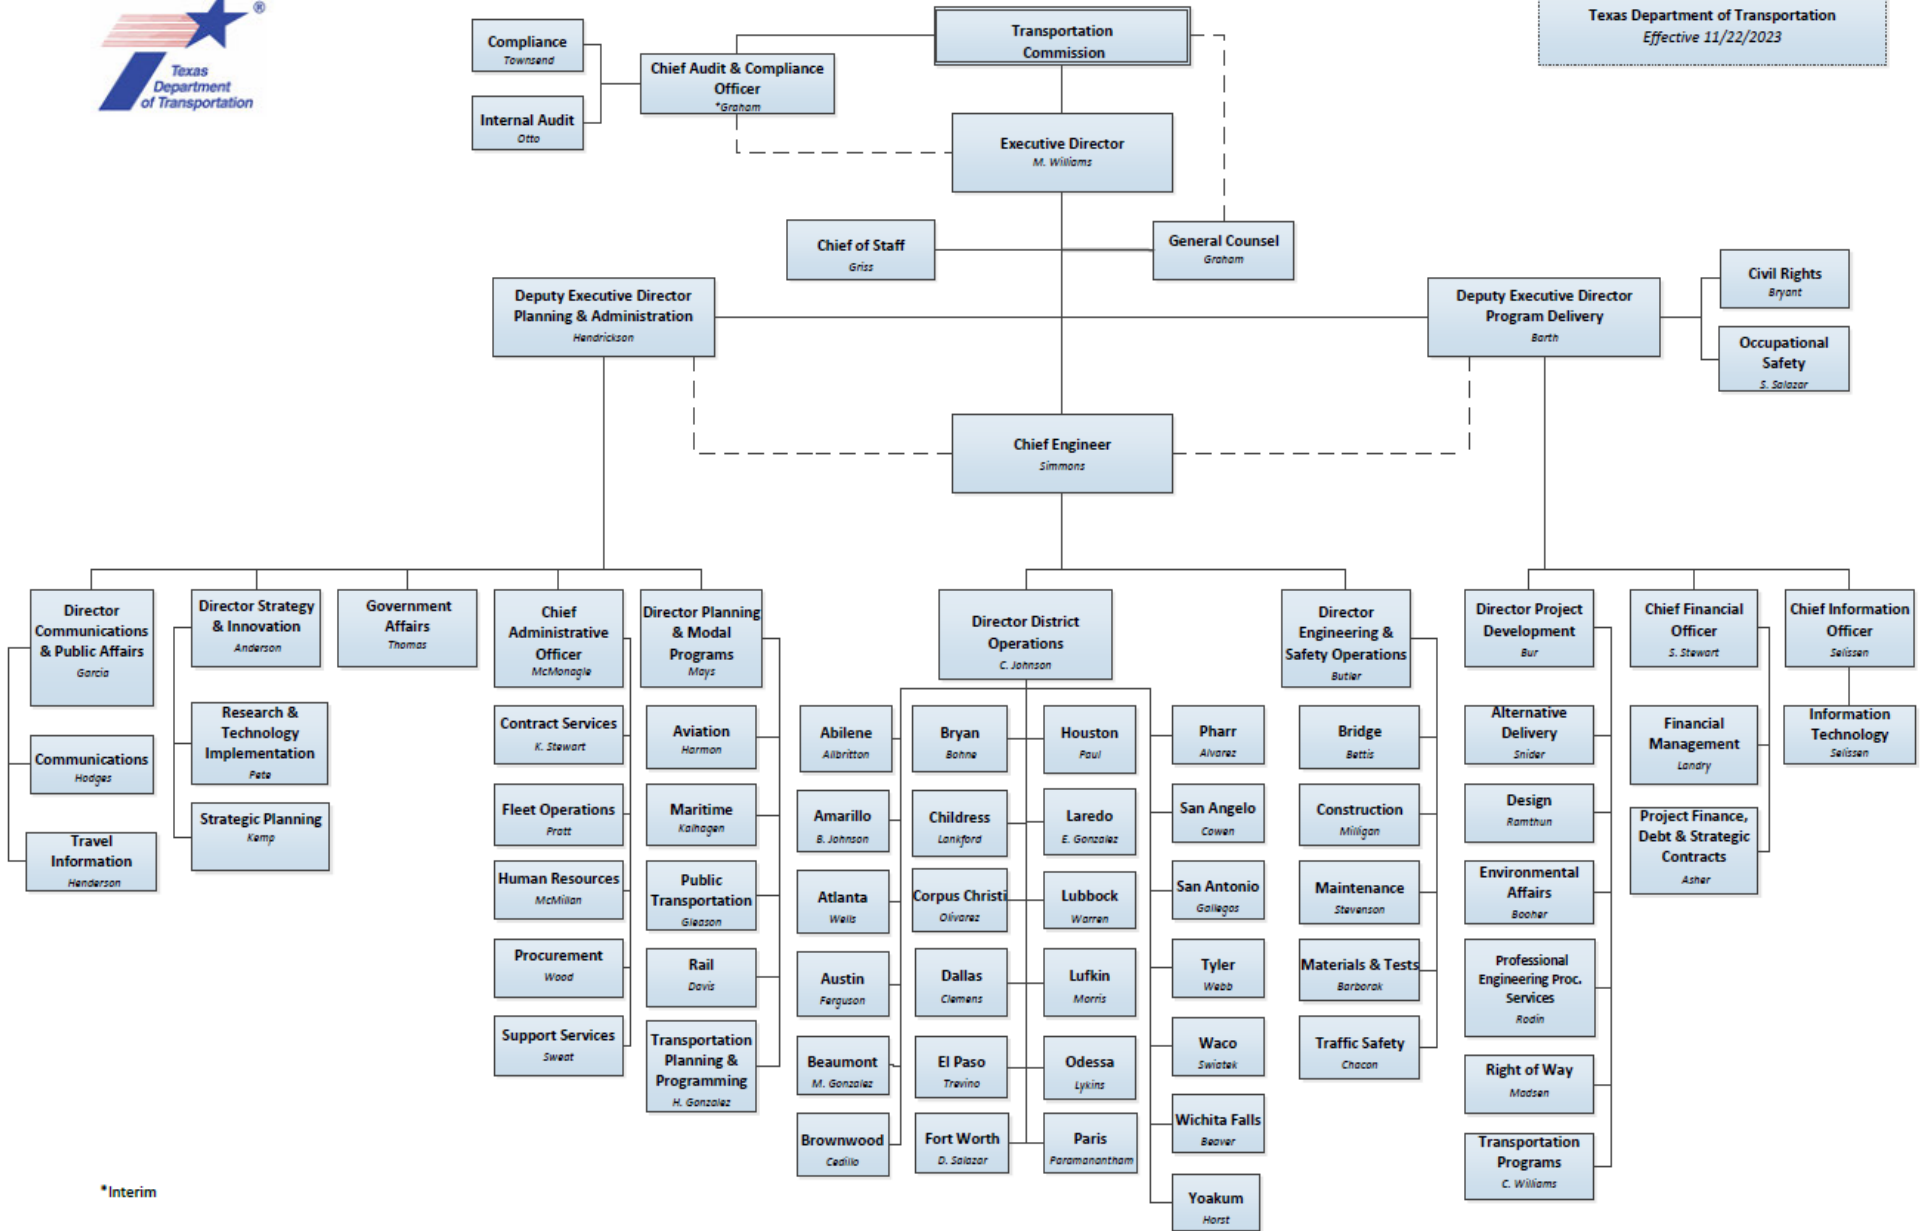 ®
Texas
Department
of Transportation
Compliance
Townsend
Internal Audit
Otto
Chief Audit & Compliance
Officer
*Graham
Transportation
Commission
Texas Department of Transportation
Effective 11/22/2023
Executive Director
M. Williams
Chief of Staff
Griss
General Counsel
Graham
Deputy Executive Director
Planning & Administration
Hendrickson
Deputy Executive Director
Program Delivery
Barth
Civil Rights
Bryant
Occupational
Safety
S. Salazar
Chief Engineer
Simmons
Director
Communications
& Public Affairs
Garcia
Communications
Hodges
Travel
Information
Henderson
Director Strategy
& Innovation
Anderson
Research &
Technology
Implementation
Pete
Strategic Planning
Kemp
Government
Affairs
Thomas
Chief
Administrative
Officer
McMonagle
Contract Services
K. Stewart
Fleet Operations
Pratt
Human Resources
McMillan
Procurement
Wood
Support Services
Sweat
Director Planning
& Modal
Programs
Mays
Aviation
Harmon
Maritime
Kalhagen
Public
Transportation
Gleason
Rail
Davis
Transportation
Planning &
Programming
H. Gonzalez
Director District
Operations
C. Johnson
Abilene
Allbritton
Amarillo
B. Johnson
Atlanta
Wells
Austin
Ferguson
Beaumont
M. Gonzalez
Brownwood
Cedillo
Bryan
Bohne
Childress
Lankford
Corpus Christi
Olivarez
Dallas
Clemens
El Paso
Trevino
Fort Worth
D. Salazar
Houston
Paul
Laredo
E. Gonzalez
Lubbock
Warren
Lufkin
Morris
Odessa
Lykins
Paris
Paramanantham
Pharr
Alvarez
San Angelo
Cowen
San Antonio
Gallegos
Tyler
Webb
Waco
Swiatek
Wichita Falls
Beaver
Yoakum
Horst
Director
Engineering &
Safety Operations
Butler
Bridge
Bettis
Construction
Milligan
Maintenance
Stevenson
Materials & Tests
Barborak
Traffic Safety
Chacon
Director Project
Development
Bur
Alternative
Delivery
Snider
Design
Ramthun
Environmental
Affairs
Booher
Professional
Engineering Proc.
Services
Rodin
Right of Way
Madsen
Transportation
Programs
C. Williams
Chief Financial
Officer
S. Stewart
Financial
Management
Landry
Project Finance,
Debt & Strategic
Contracts
Asher
Chief Information
Officer
Selissen
Information
Technology
Selissen
*Interim